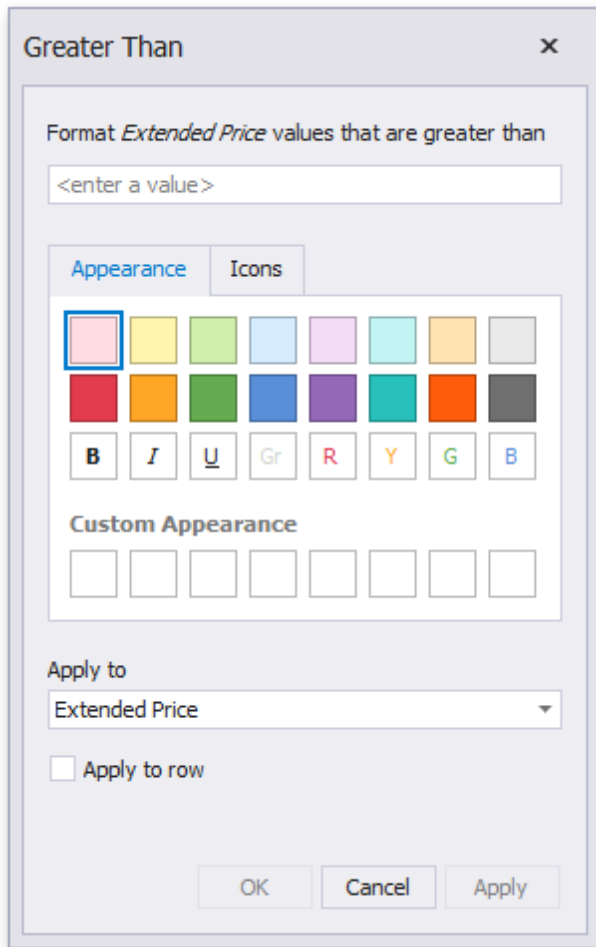 Greater Than
Format Extended Price values that are greater than
<enter a value>
Appearance Icons
B I U Gr R Y G B
Custom Appearance
Apply to
Extended Price
Apply to row
OK Cancel Apply